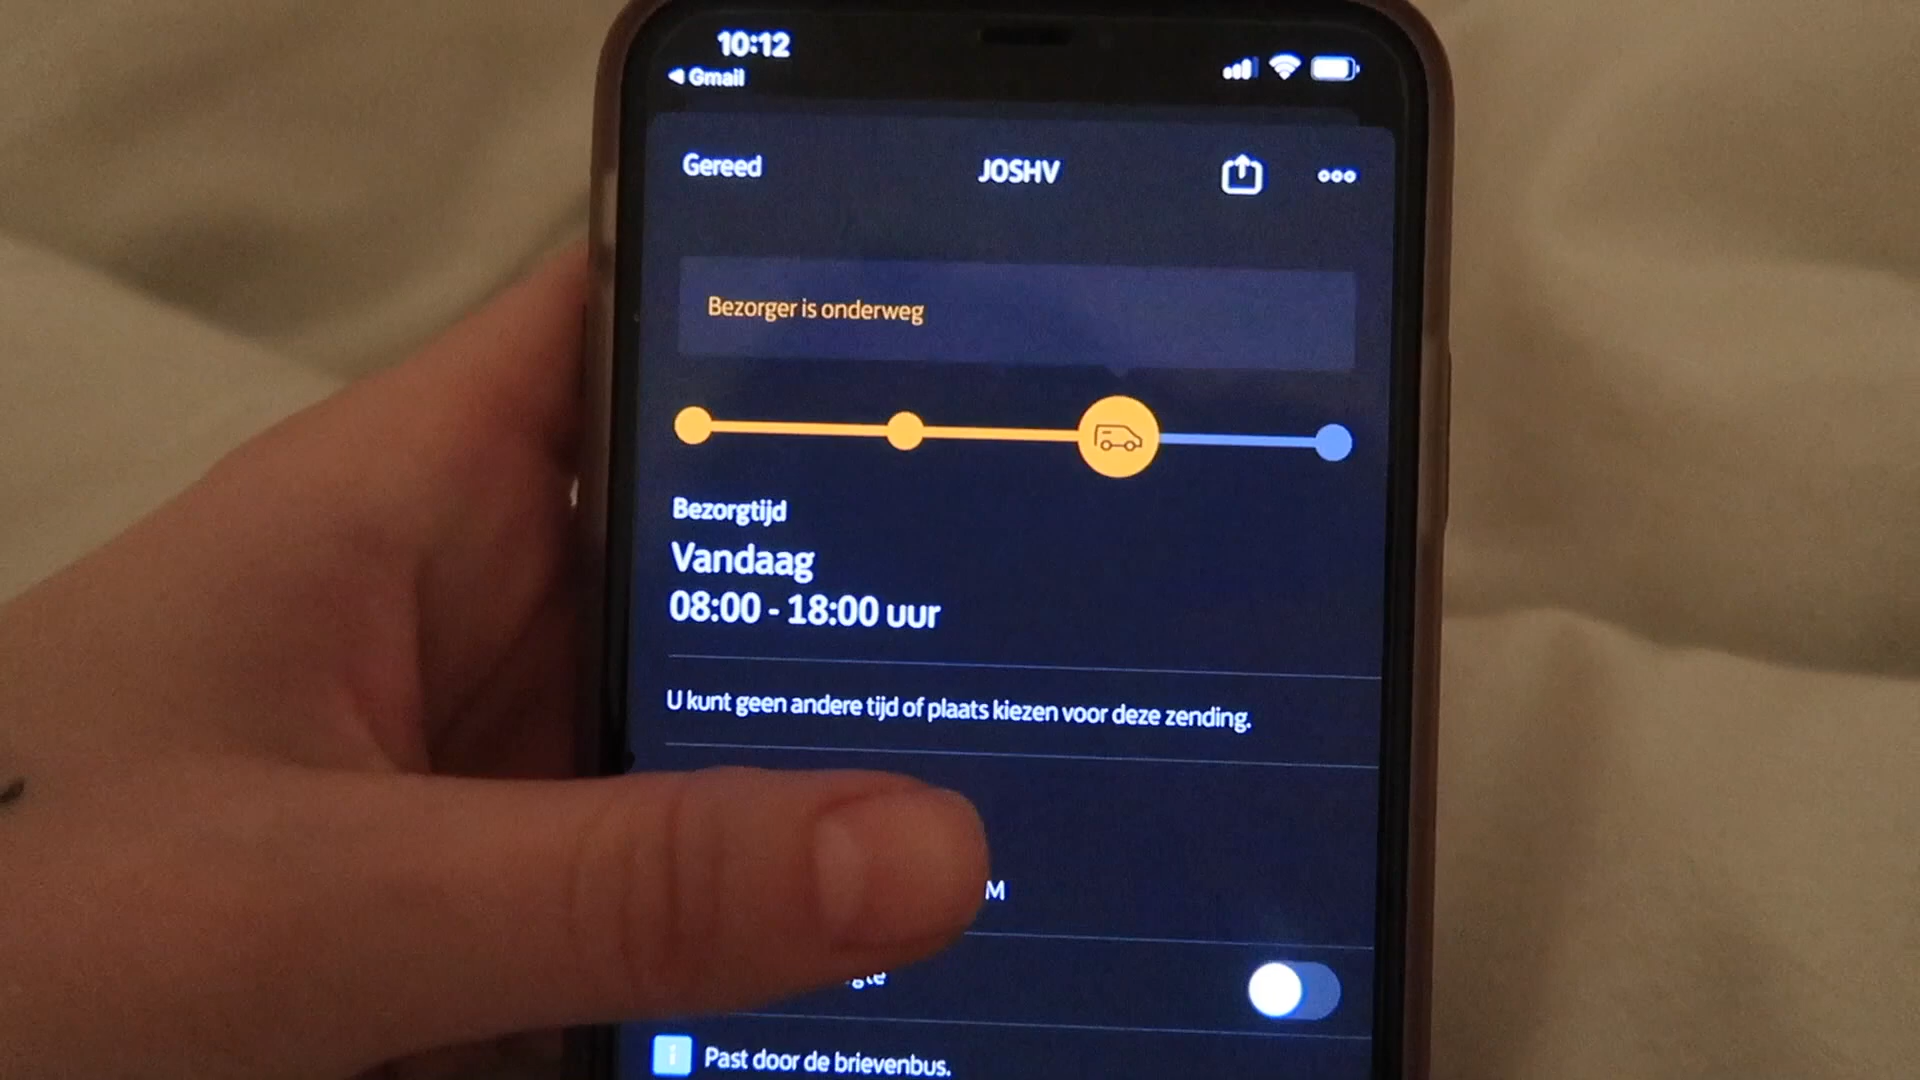 10:12
Gmail
Gereed
JOSHV
Bezorger is onderweg
Bezorgtijd
Vandaag
08:00 - 18:00 uur
U kunt geen andere tijd of plaats kiezen voor deze zending.
M
Past door de brievenbus.